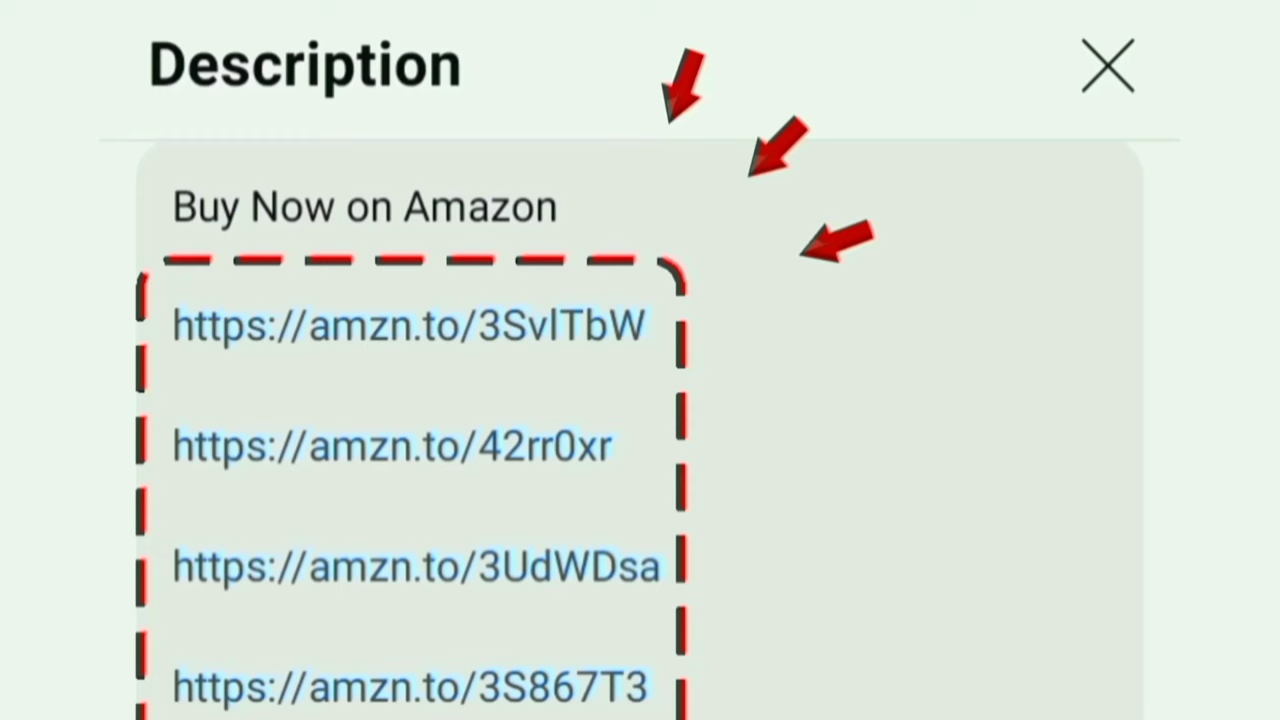 Description
Buy Now on Amazon
https://amzn.to/3SvlTbW
https://amzn.to/42rr0xr
https://amzn.to/3UdWDsa
https://amzn.to/3S867T3